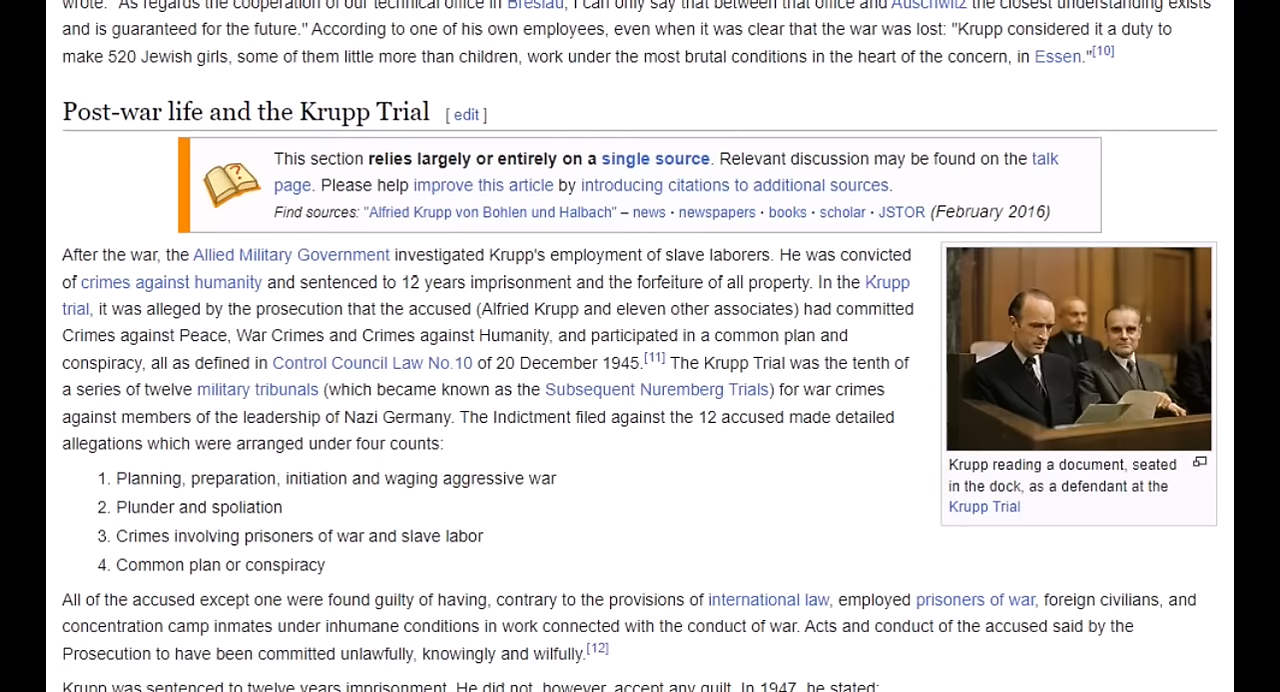 wrote: "As regards the cooperation of our technical office in Breslau, I can only say that between that office and Auschwitz the closest understanding exists
and is guaranteed for the future." According to one of his own employees, even when it was clear that the war was lost: "Krupp considered it a duty to
make 520 Jewish girls, some of them little more than children, work under the most brutal conditions in the heart of the concern, in Essen."[10]
Post-war life and the Krupp Trial [ edit ]
This section relies largely or entirely on a single source. Relevant discussion may be found on the talk
page. Please help improve this article by introducing citations to additional sources.
Find sources: "Alfried Krupp von Bohlen und Halbach" – news · newspapers · books · scholar · JSTOR (February 2016)
After the war, the Allied Military Government investigated Krupp's employment of slave laborers. He was convicted
of crimes against humanity and sentenced to 12 years imprisonment and the forfeiture of all property. In the Krupp
trial, it was alleged by the prosecution that the accused (Alfried Krupp and eleven other associates) had committed
Crimes against Peace, War Crimes and Crimes against Humanity, and participated in a common plan and
conspiracy, all as defined in Control Council Law No.10 of 20 December 1945.[11] The Krupp Trial was the tenth of
a series of twelve military tribunals (which became known as the Subsequent Nuremberg Trials) for war crimes
against members of the leadership of Nazi Germany. The Indictment filed against the 12 accused made detailed
allegations which were arranged under four counts:
Krupp reading a document, seated
in the dock, as a defendant at the
Krupp Trial
1. Planning, preparation, initiation and waging aggressive war
2. Plunder and spoliation
3. Crimes involving prisoners of war and slave labor
4. Common plan or conspiracy
All of the accused except one were found guilty of having, contrary to the provisions of international law, employed prisoners of war, foreign civilians, and
concentration camp inmates under inhumane conditions in work connected with the conduct of war. Acts and conduct of the accused said by the
Prosecution to have been committed unlawfully, knowingly and wilfully.[12]
Krupp was sentenced to twelve years imprisonment. He did not, however, accept any guilt. In 1947, he stated: